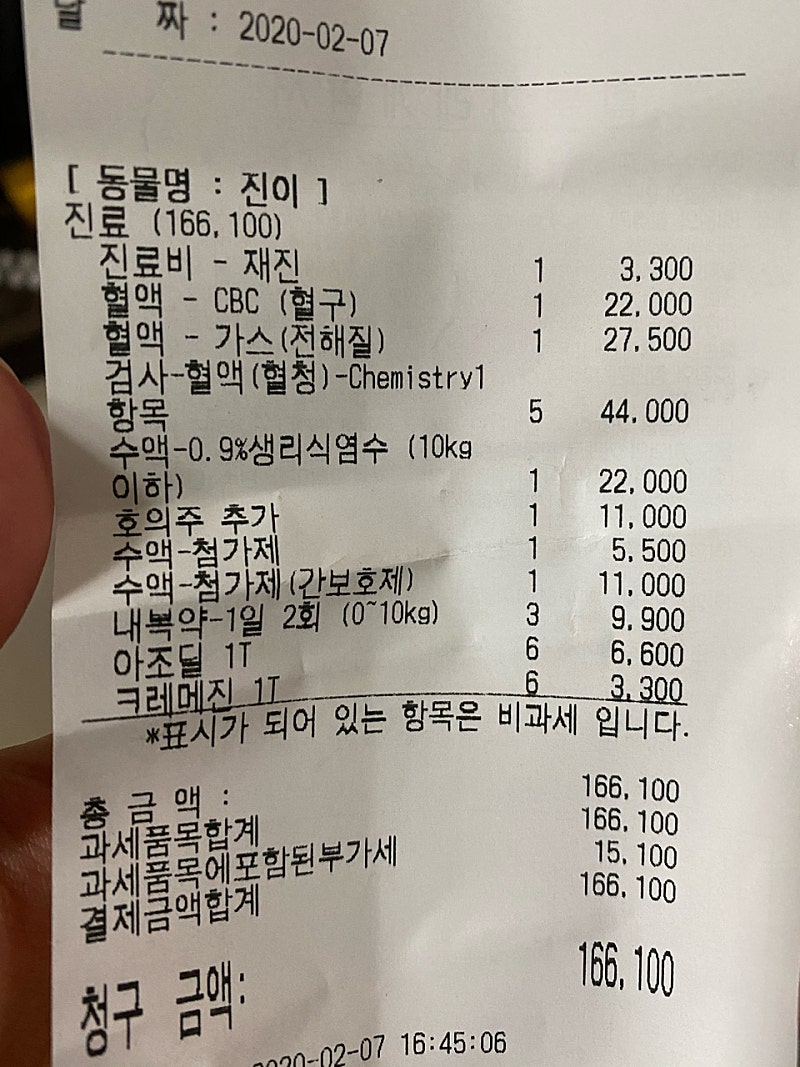 날 짜 : 2020-02-07
[ 동물명 : 진이 ]
진료 (166,100)
진료비 - 재진 1 3,300
혈액 - CBC (혈구) 1 22,000
혈액 - 가스(전해질) 1 27,500
검사-혈액(혈청)-Chemistry1
항목 5 44,000
수액-0.9%생리식염수 (10kg
이하) 1 22,000
호의주 추가 1 11,000
수액-첨가제 1 5,500
수액-첨가제(간보호제) 1 11,000
내복약-1일 2회 (0~10kg) 3 9,900
아조딜 1T 6 6,600
크레메진 1T 6 3,300
*표시가 되어 있는 항목은 비과세 입니다.
총 금 액 : 166,100
과세품목합계 166,100
과세품목에포함된부가세 15,100
결제금액합계 166,100
청구 금액: 166,100
2020-02-07 16:45:06